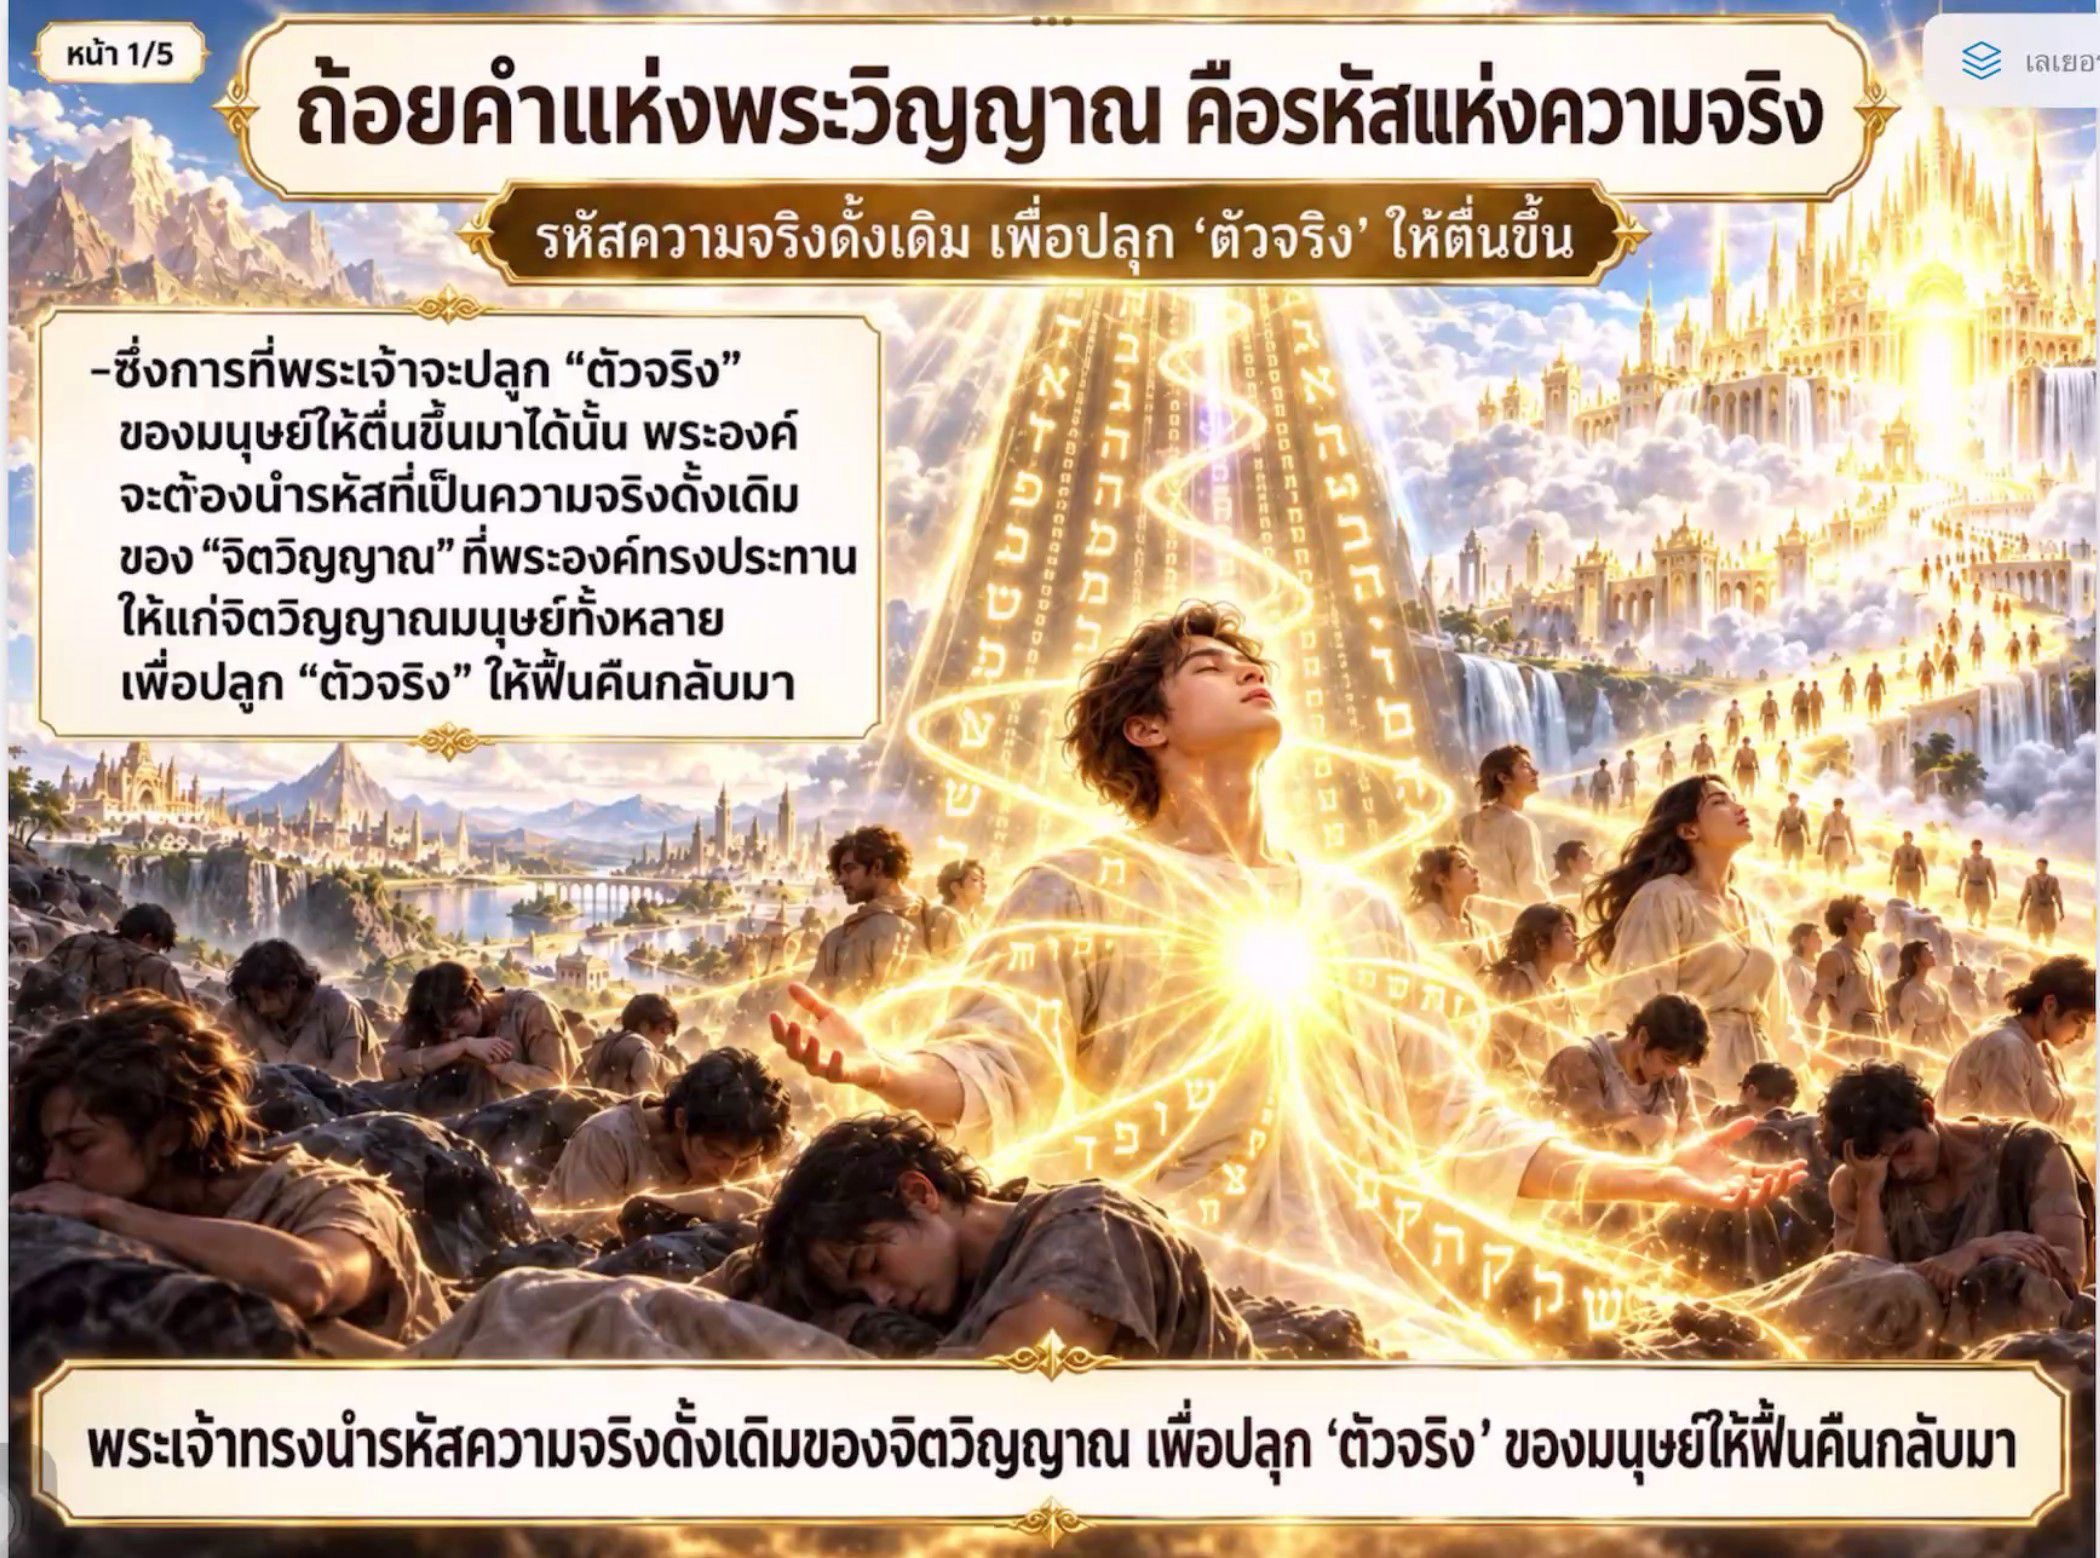 หน้า 1/5
เลเยอร์
ถ้อยคำแห่งพระวิญญาณ คือรหัสแห่งความจริง
รหัสความจริงดั้งเดิม เพื่อปลุก ‘ตัวจริง’ ให้ตื่นขึ้น
-ซึ่งการที่พระเจ้าจะปลูก “ตัวจริง”
ของมนุษย์ให้ตื่นขึ้นมาได้นั้น พระองค์
จะต้องนำรหัสที่เป็นความจริงดั้งเดิม
ของ “จิตวิญญาณ” ที่พระองค์ทรงประทาน
ให้แก่จิตวิญญาณมนุษย์ทั้งหลาย
เพื่อปลูก “ตัวจริง” ให้ฟื้นคืนกลับมา
พระเจ้าทรงนำรหัสความจริงดั้งเดิมของจิตวิญญาณ เพื่อปลุก ‘ตัวจริง’ ของมนุษย์ให้ฟื้นคืนกลับมา